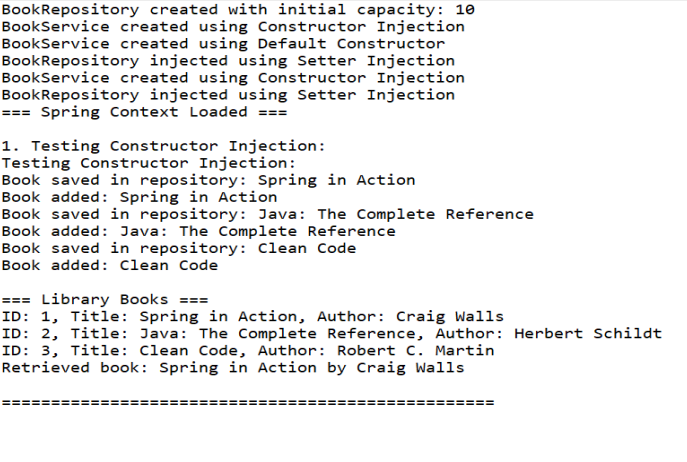 BookRepository created with initial capacity: 10
BookService created using Constructor Injection
BookService created using Default Constructor
BookRepository injected using Setter Injection
BookService created using Constructor Injection
BookRepository injected using Setter Injection
=== Spring Context Loaded ===
1. Testing Constructor Injection:
Testing Constructor Injection:
Book saved in repository: Spring in Action
Book added: Spring in Action
Book saved in repository: Java: The Complete Reference
Book added: Java: The Complete Reference
Book saved in repository: Clean Code
Book added: Clean Code
=== Library Books ===
ID: 1, Title: Spring in Action, Author: Craig Walls
ID: 2, Title: Java: The Complete Reference, Author: Herbert Schildt
ID: 3, Title: Clean Code, Author: Robert C. Martin
Retrieved book: Spring in Action by Craig Walls
==================================================